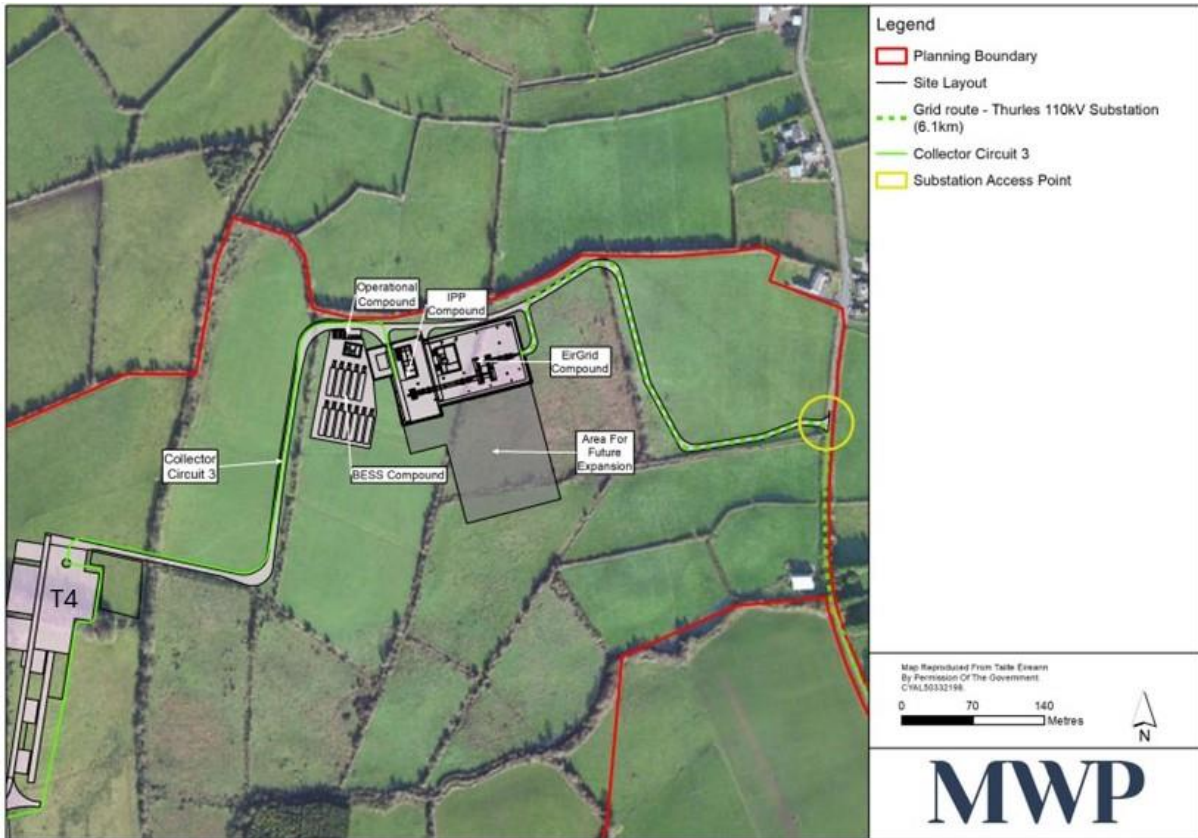 Legend
Planning Boundary
Site Layout
Grid route - Thurles 110kV Substation
(6.1km)
Collector Circuit 3
Substation Access Point
Operational
Compound
IPP
Compound
EirGrid
Compound
Area For
Future
Expansion
BESS Compound
Collector
Circuit 3
T4
Map Reproduced From Tailte Éireann
By Permission Of The Government.
CYAL50332198.
0 70 140
Metres
N
MWP